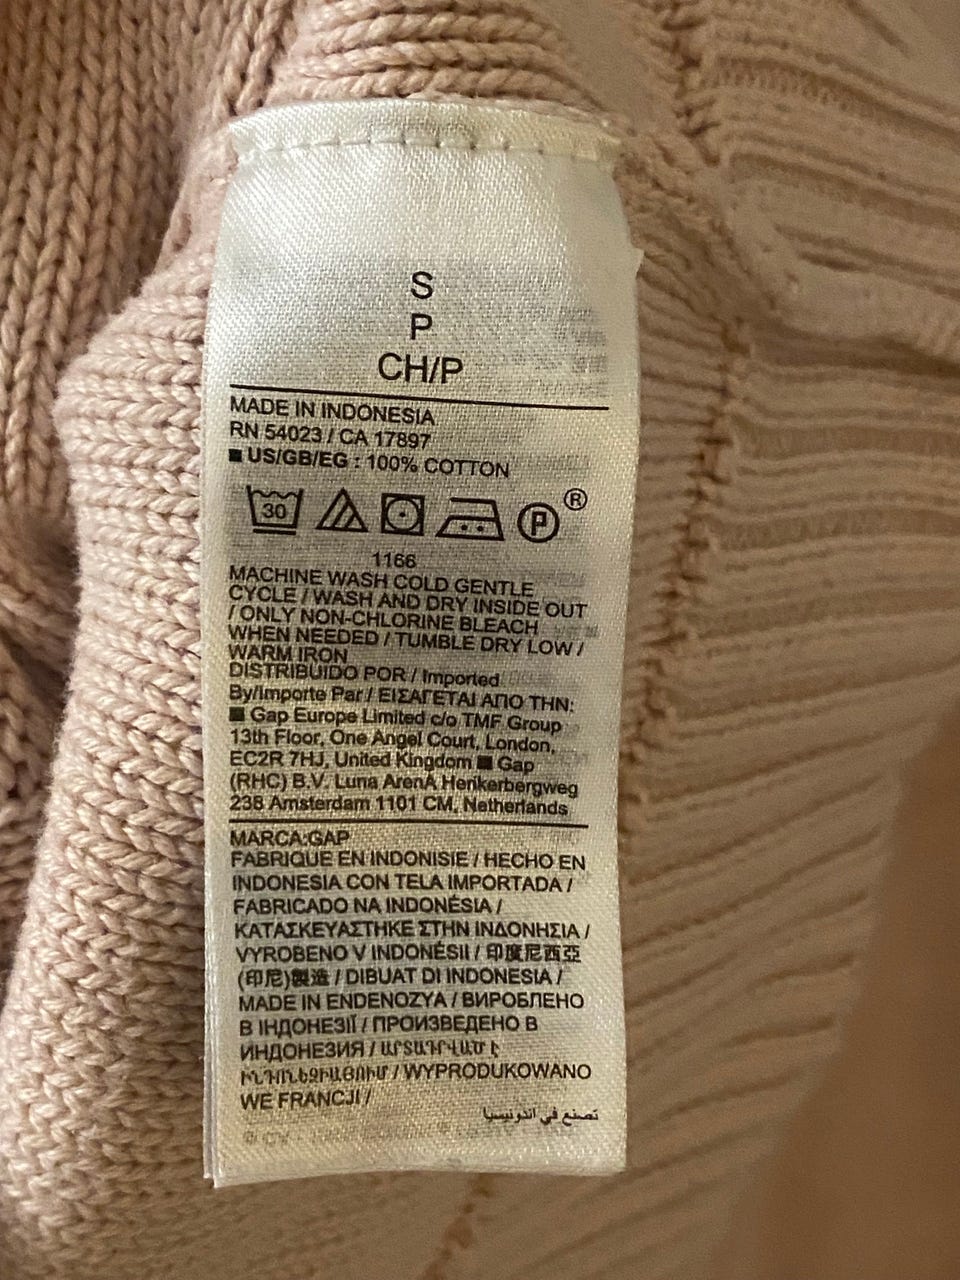 S
P
CH/P
MADE IN INDONESIA
RN 54023 / CA 17897
US/GB/EG : 100% COTTON
30
P
®
1166
MACHINE WASH COLD GENTLE
CYCLE / WASH AND DRY INSIDE OUT
/ ONLY NON-CHLORINE BLEACH
WHEN NEEDED / TUMBLE DRY LOW /
WARM IRON
DISTRIBUIDO POR / Imported
By/Importe Par / ΕΙΣΑΓΕΤΑΙ ΑΠΟ ΤΗΝ:
Gap Europe Limited c/o TMF Group
13th Floor, One Angel Court, London,
EC2R 7HJ, United Kingdom ■ Gap
(RHC) B.V. Luna ArenA Herikerbergweg
238 Amsterdam 1101 CM, Netherlands
MARCA:GAP
FABRIQUE EN INDONISIE / HECHO EN
INDONESIA CON TELA IMPORTADA /
FABRICADO NA INDONÉSIA /
ΚΑΤΑΣΚΕΥΑΣΤΗΚΕ ΣΤΗΝ ΙΝΔΟΝΗΣΙΑ /
VYROBENO V INDONÉSII / 印度尼西亞
(印尼)製造 / DIBUAT DI INDONESIA /
MADE IN ENDENOZYA / ВИРОБЛЕНО
В ІНДОНЕЗІЇ / ПРОИЗВЕДЕНО В
ИНДОНЕЗИЯ / ԱՐՏԱԴՐՎԱԾ Է
ԻՆԴՈՆԵԶԻԱՅՈՒՄ / WYPRODUKOWANO
WE FRANCJI /
تصنع في اندونيسيا